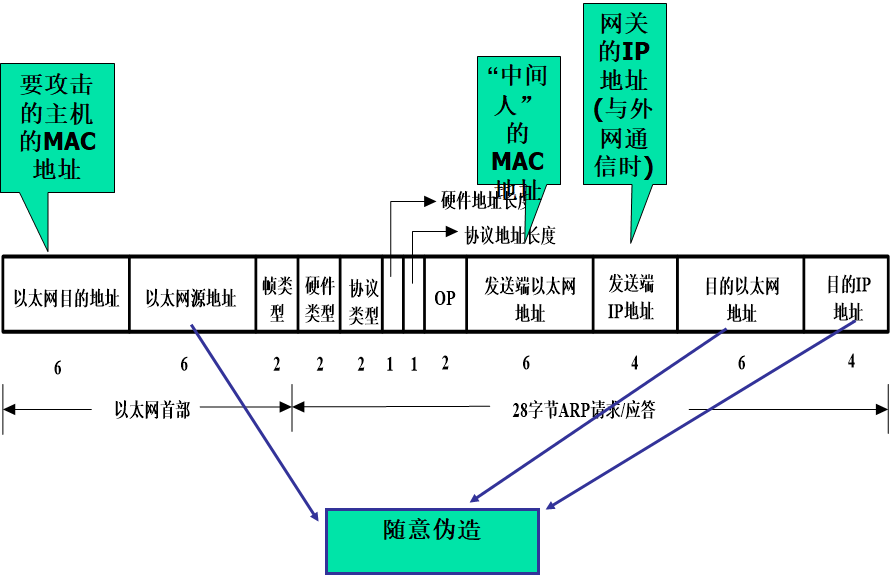 要攻击
的主机
的MAC
地址
“中间
人”
的
MAC
地址
网关
的IP
地址
(与外
网通
信时)
硬件地址长度
协议地址长度
以太网目的地址
以太网源地址
帧类
型
硬件
类型
协议
类型
OP
发送端以太网
地址
发送端
IP地址
目的以太网
地址
目的IP
地址
6
6
2
2
2
1
1
2
6
4
6
4
以太网首部
28字节ARP请求/应答
随意伪造